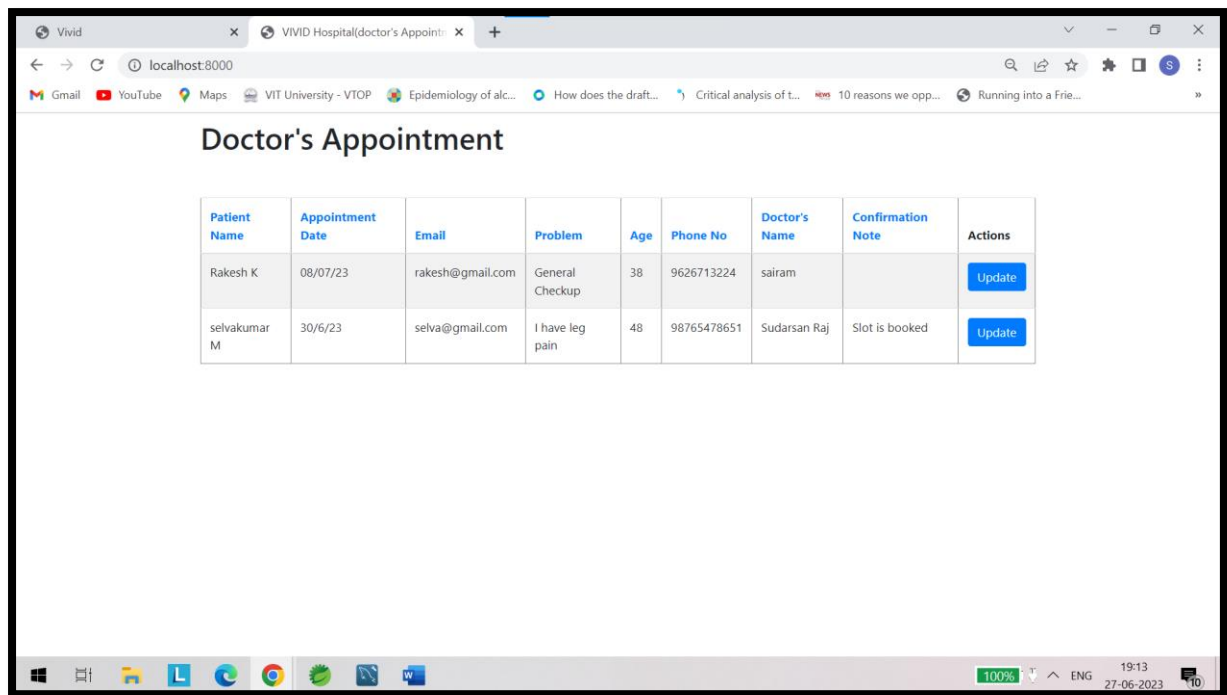 Vivid
VIVID Hospital(doctor's Appointm
localhost:8000
Gmail
YouTube
Maps
VIT University - VTOP
Epidemiology of alc...
How does the draft...
Critical analysis of t...
NEWS
10 reasons we opp...
Running into a Frie...
S
Doctor's Appointment
Patient
Name
Appointment
Date
Email
Problem
Age
Phone No
Doctor's
Name
Confirmation
Note
Actions
Rakesh K
08/07/23
rakesh@gmail.com
General
Checkup
38
9626713224
sairam
Update
selvakumar
M
30/6/23
selva@gmail.com
I have leg
pain
48
98765478651
Sudarsan Raj
Slot is booked
Update
L
W
100%
ENG
19:13
27-06-2023
10